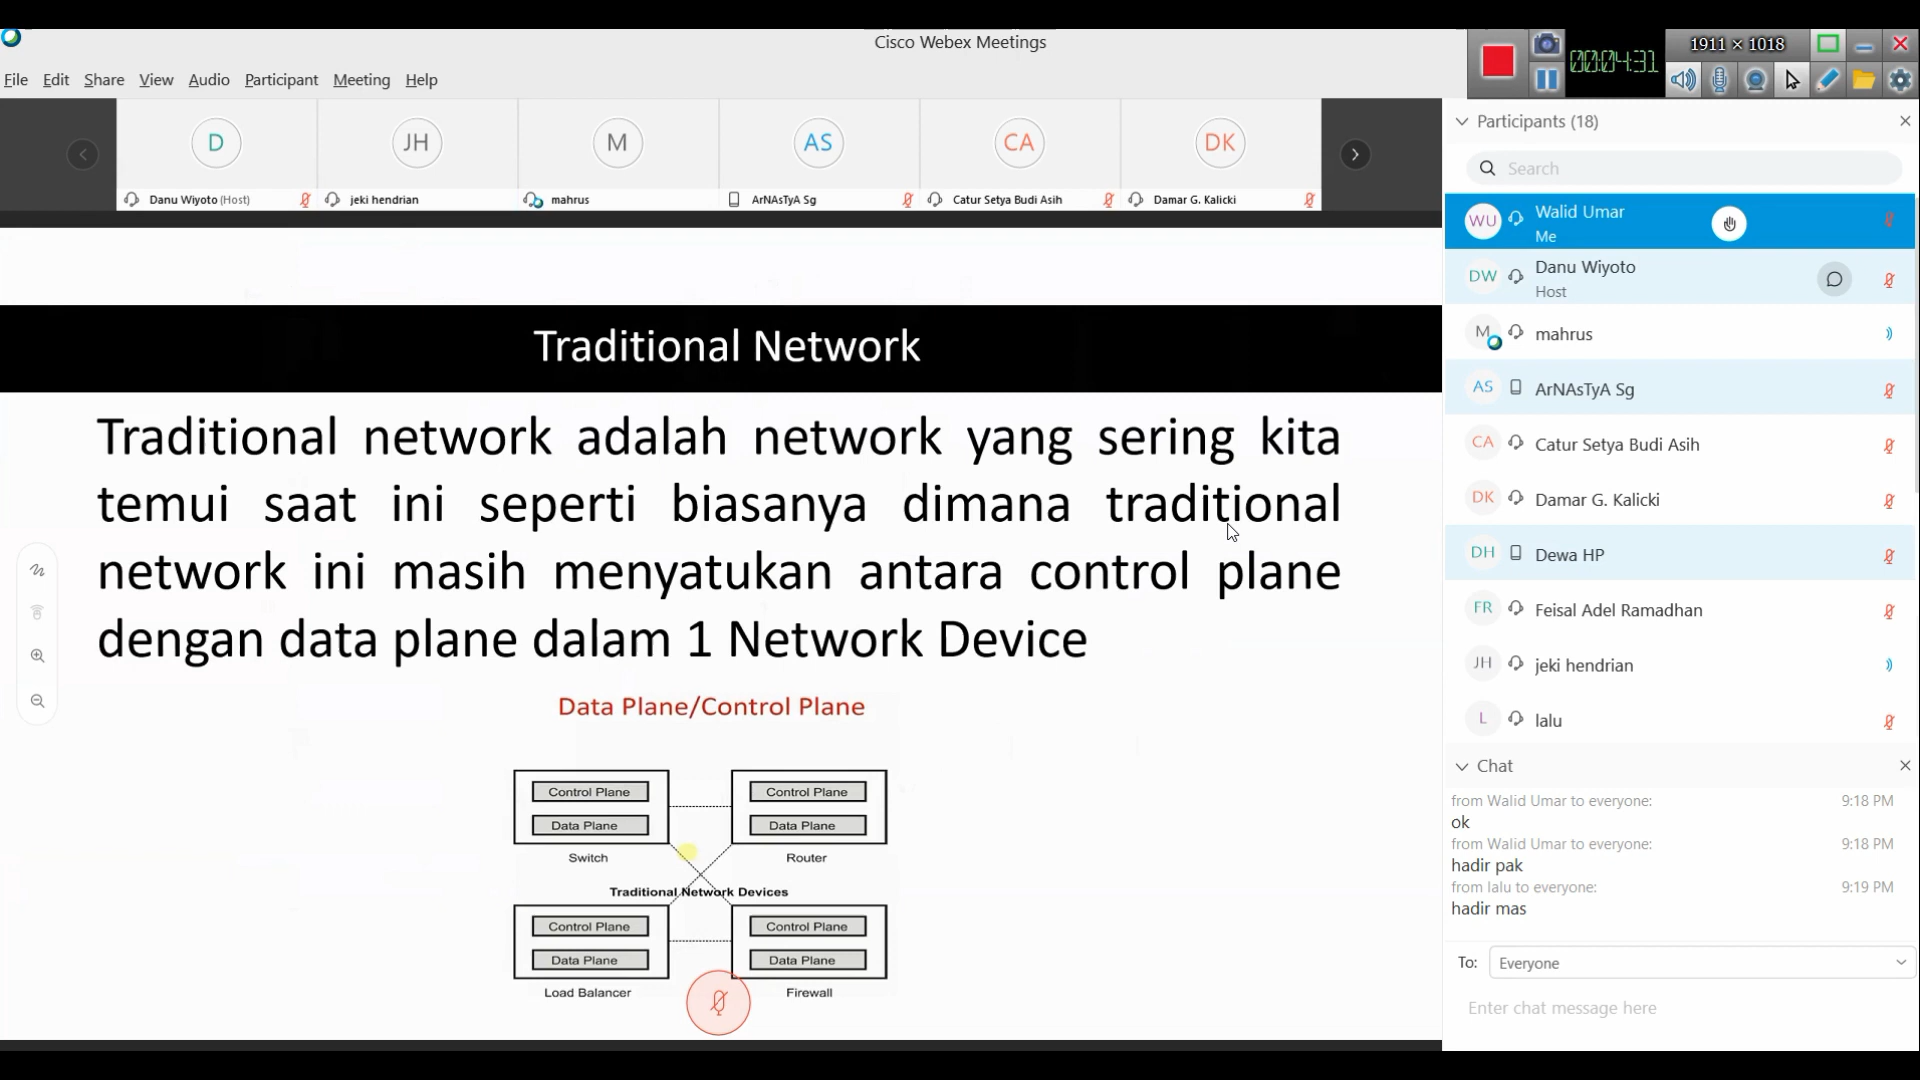 Cisco Webex Meetings
00:04:31
1911 × 1018
File Edit Share View Audio Participant Meeting Help
D
JH
M
AS
CA
DK
Danu Wiyoto (Host)
jeki hendrian
mahrus
ArNAsTyA Sg
Catur Setya Budi Asih
Damar G. Kalicki
Traditional Network
Traditional network adalah network yang sering kita
temui saat ini seperti biasanya dimana traditional
network ini masih menyatukan antara control plane
dengan data plane dalam 1 Network Device
Data Plane/Control Plane
Control Plane
Data Plane
Switch
Control Plane
Data Plane
Router
Traditional Network Devices
Control Plane
Data Plane
Load Balancer
Control Plane
Data Plane
Firewall
Participants (18)
Search
WU Walid Umar
Me
DW Danu Wiyoto
Host
M mahrus
AS ArNAsTyA Sg
CA Catur Setya Budi Asih
DK Damar G. Kalicki
DH Dewa HP
FR Feisal Adel Ramadhan
JH jeki hendrian
L lalu
Chat
from Walid Umar to everyone: 9:18 PM
ok
from Walid Umar to everyone: 9:18 PM
hadir pak
from lalu to everyone: 9:19 PM
hadir mas
To: Everyone
Enter chat message here